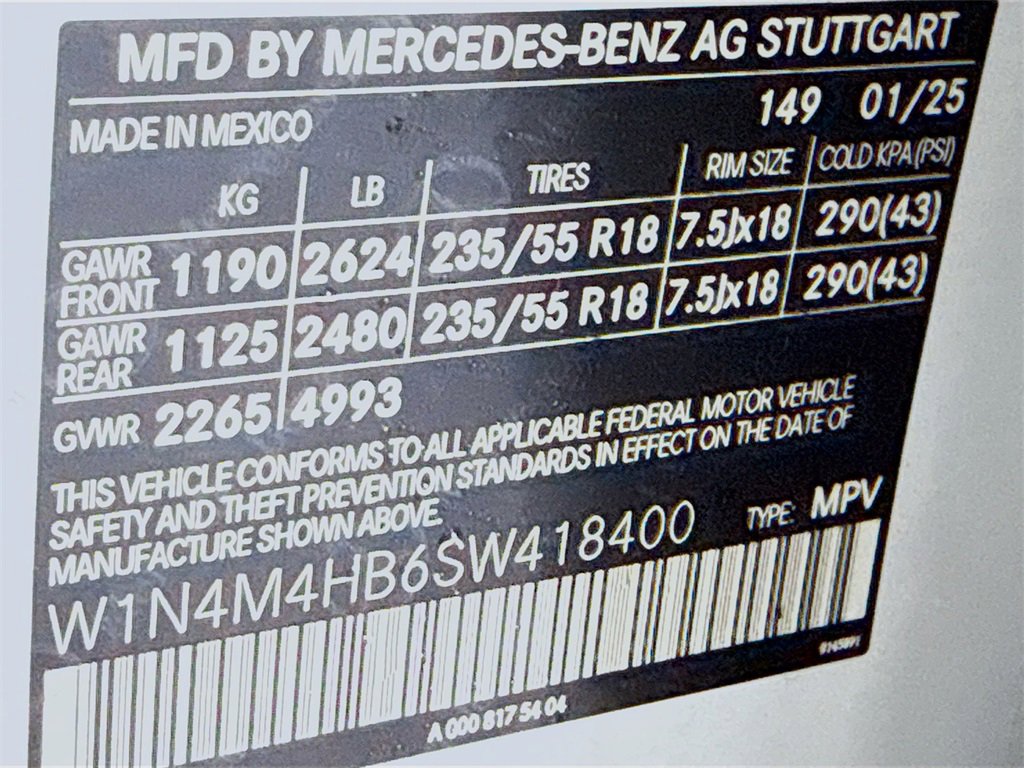 MFD BY MERCEDES-BENZ AG STUTTGART
149 01/25
MADE IN MEXICO
KG LB TIRES RIM SIZE COLD KPA(PSI)
GAWR FRONT 1190 2624 235/55 R18 7.5Jx18 290(43)
GAWR REAR 1125 2480 235/55 R18 7.5Jx18 290(43)
GVWR 2265 4993
THIS VEHICLE CONFORMS TO ALL APPLICABLE FEDERAL MOTOR VEHICLE
SAFETY AND THEFT PREVENTION STANDARDS IN EFFECT ON THE DATE OF
MANUFACTURE SHOWN ABOVE.
W1N4M4HB6SW418400 TYPE: MPV
A 000 817 54 04